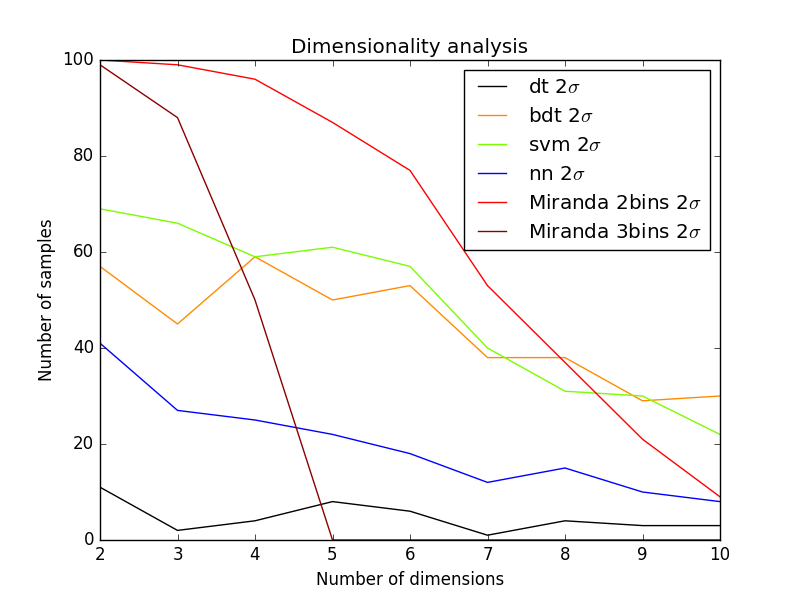 Dimensionality analysis
100
80
60
40
20
0
Number of samples
dt 2σ
bdt 2σ
svm 2σ
nn 2σ
Miranda 2bins 2σ
Miranda 3bins 2σ
2 3 4 5 6 7 8 9 10
Number of dimensions